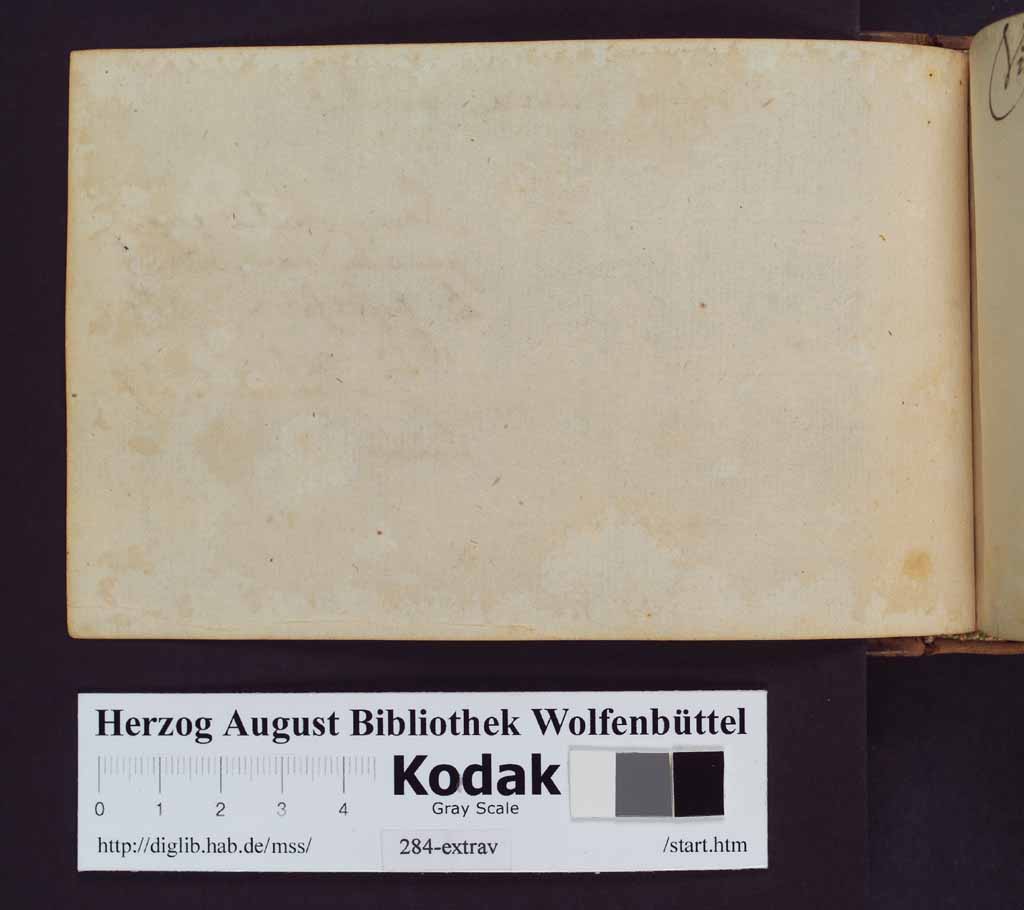 Herzog August Bibliothek Wolfenbüttel
Kodak
Gray Scale
0 1 2 3 4
http://diglib.hab.de/mss/ 284-extrav /start.htm